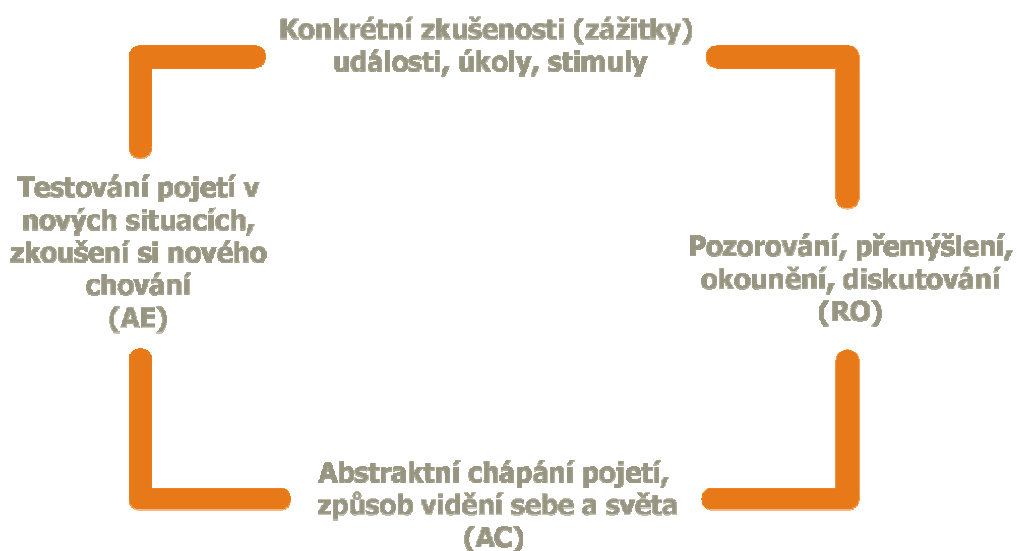 Konkrétní zkušenosti (zážitky)
události, úkoly, stimuly
Testování pojetí v
nových situacích,
zkoušení si nového
chování
(AE)
Pozorování, přemýšlení,
okounění, diskutování
(RO)
Abstraktní chápání pojetí,
způsob vidění sebe a světa
(AC)